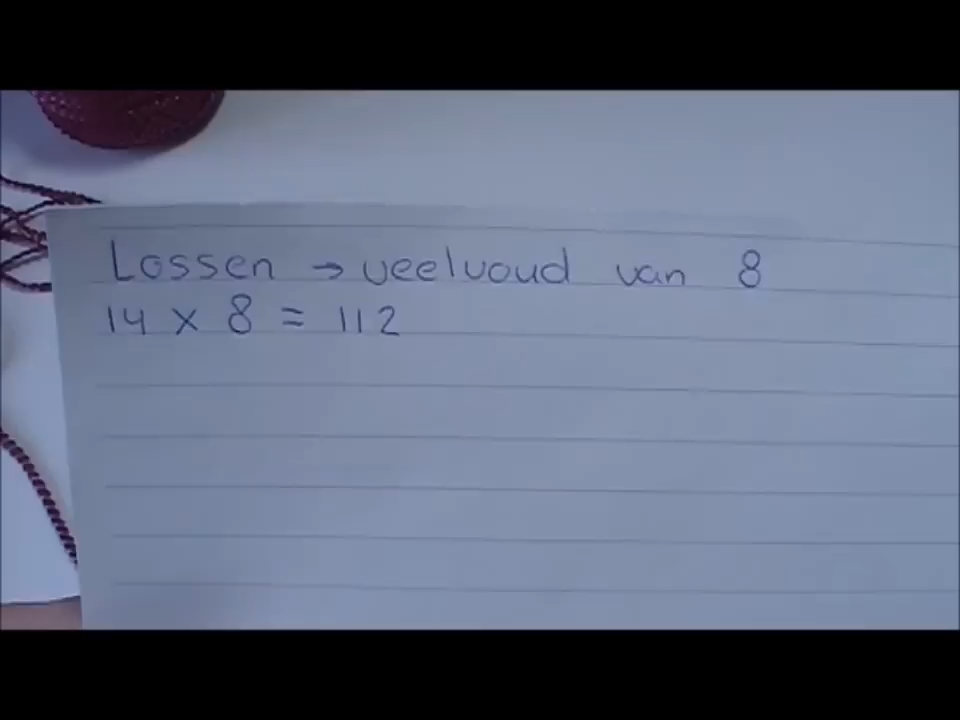 Lossen → veelvoud van 8
14 x 8 = 112